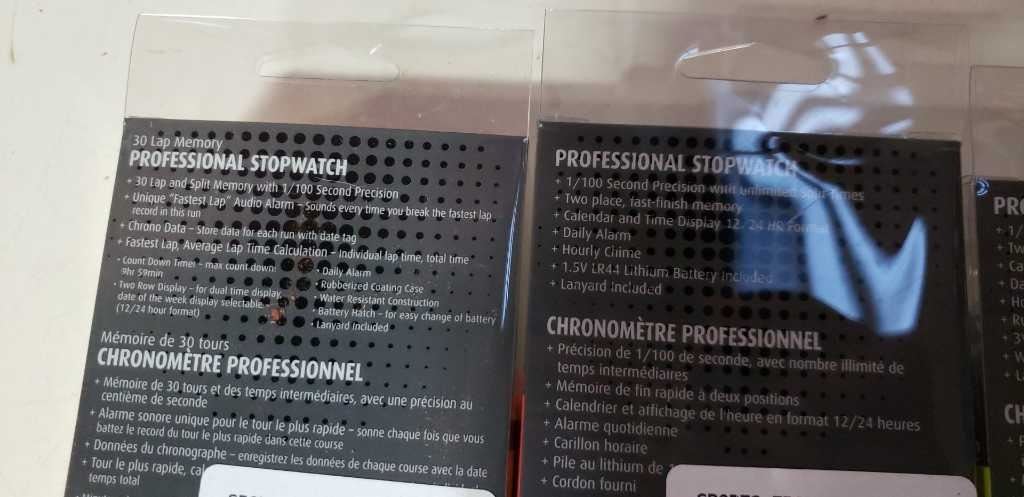 30 Lap Memory
PROFESSIONAL STOPWATCH
+ 30 Lap and Split Memory with 1/100 Second Precision
+ Unique "Fastest Lap" Audio Alarm – Sounds every time you break the fastest lap
record in this run
+ Chrono Data – Store data for each run with date tag
+ Fastest Lap, Average Lap Time Calculation – Individual lap time, total time
• Count Down Timer – max count down:
9hr 59min
• Two Row Display – for dual time display
date of the week display selectable
(12/24 hour format)
• Daily Alarm
• Rubberized Coating Case
• Water Resistant Construction
• Battery Hatch – for easy change of battery
• Lanyard included
Mémoire de 30 tours
CHRONOMÈTRE PROFESSIONNEL
+ Mémoire de 30 tours et des temps intermédiaires, avec une précision au
centième de seconde
+ Alarme sonore unique pour le tour le plus rapide – sonne chaque fois que vous
battez le record du tour le plus rapide dans cette course
+ Données du chronographe – enregistrez les données de chaque course avec la date
+ Tour le plus rapide,
temps total
PROFESSIONAL STOPWATCH
+ 1/100 Second Precision with unlimited split times
+ Two place, fast-finish memory
+ Calendar and Time Display 12/24 HR Format
+ Daily Alarm
+ Hourly Chime
+ 1.5V LR44 Lithium Battery Included
+ Lanyard Included
CHRONOMÈTRE PROFESSIONNEL
+ Précision de 1/100 de seconde, avec nombre illimité de
temps intermédiaires
+ Mémoire de fin rapide à deux positions
+ Calendrier et affichage de l'heure en format 12/24 heures
+ Alarme quotidienne
+ Carillon horaire
+ Pile au lithium de
+ Cordon fourni